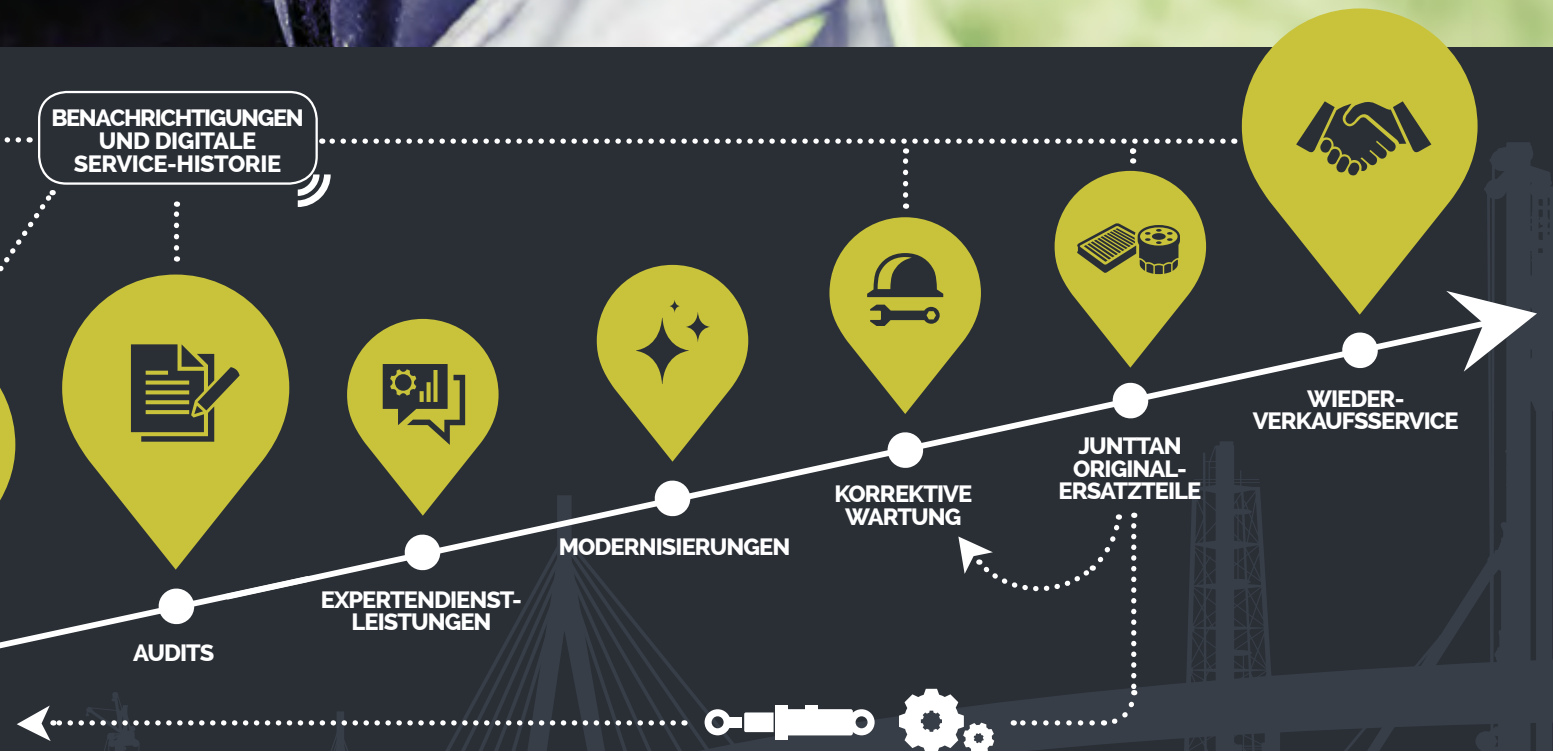 BENACHRICHTIGUNGEN
UND DIGITALE
SERVICE-HISTORIE
AUDITS
EXPERTENDIENST-
LEISTUNGEN
MODERNISIERUNGEN
KORREKTIVE
WARTUNG
JUNTTAN
ORIGINAL-
ERSATZTEILE
WIEDER-
VERKAUFSSERVICE